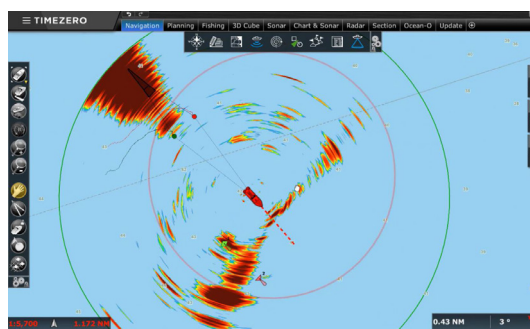 TIMEZERO
Navigation Planning Fishing 3D Cube Sonar Chart & Sonar Radar Section Ocean-O Update
1:5,700 1.172 NM
0.43 NM 3 °